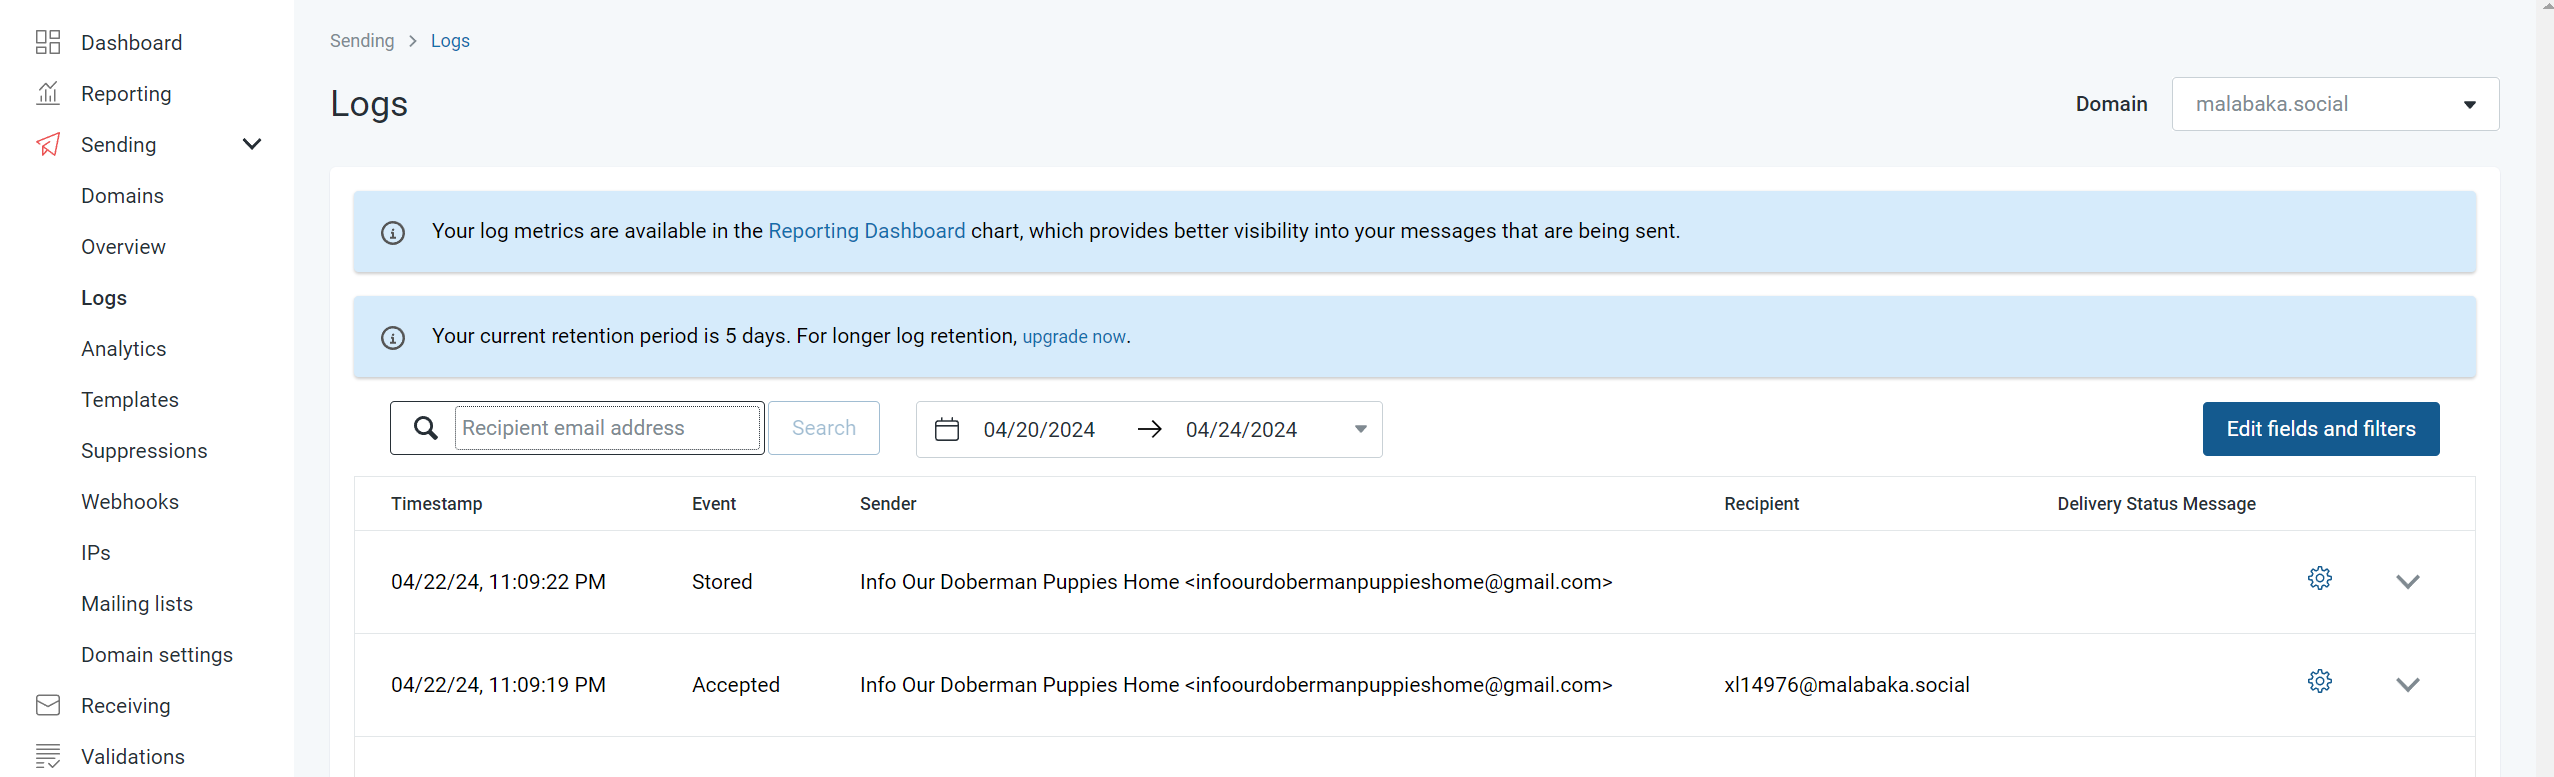 Dashboard
Reporting
Sending
Domains
Overview
Logs
Analytics
Templates
Suppressions
Webhooks
IPs
Mailing lists
Domain settings
Receiving
Validations
Sending > Logs
Logs
Domain malabaka.social
Your log metrics are available in the Reporting Dashboard chart, which provides better visibility into your messages that are being sent.
Your current retention period is 5 days. For longer log retention, upgrade now.
Recipient email address Search 04/20/2024 → 04/24/2024 Edit fields and filters
Timestamp Event Sender Recipient Delivery Status Message
04/22/24, 11:09:22 PM Stored Info Our Doberman Puppies Home <infoourdobermanpuppieshome@gmail.com>
04/22/24, 11:09:19 PM Accepted Info Our Doberman Puppies Home <infoourdobermanpuppieshome@gmail.com> xl14976@malabaka.social